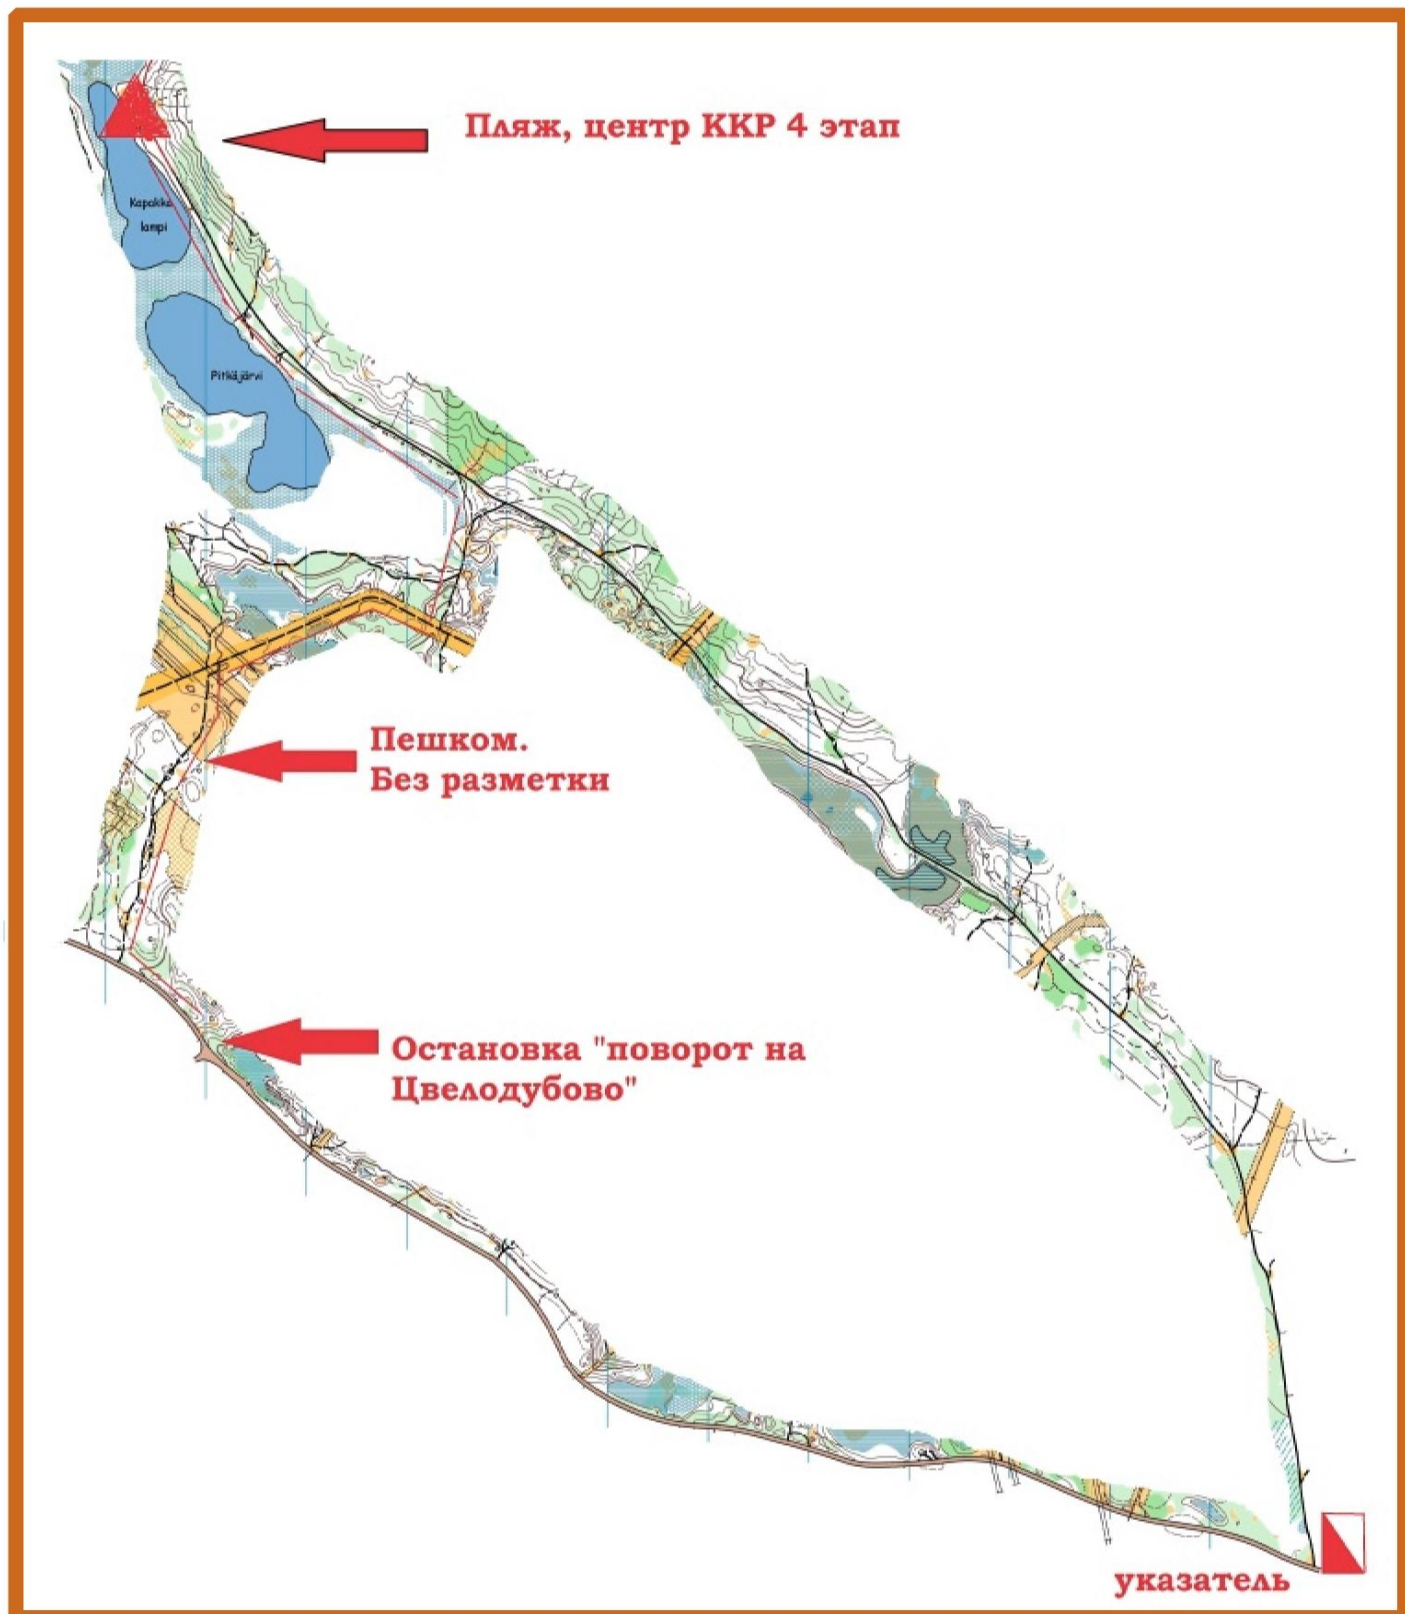 Пляж, центр ККР 4 этап
Kapakka
lampi
Pitkäjärvi
Пешком.
Без разметки
Остановка "поворот на
Цвелодубово"
указатель